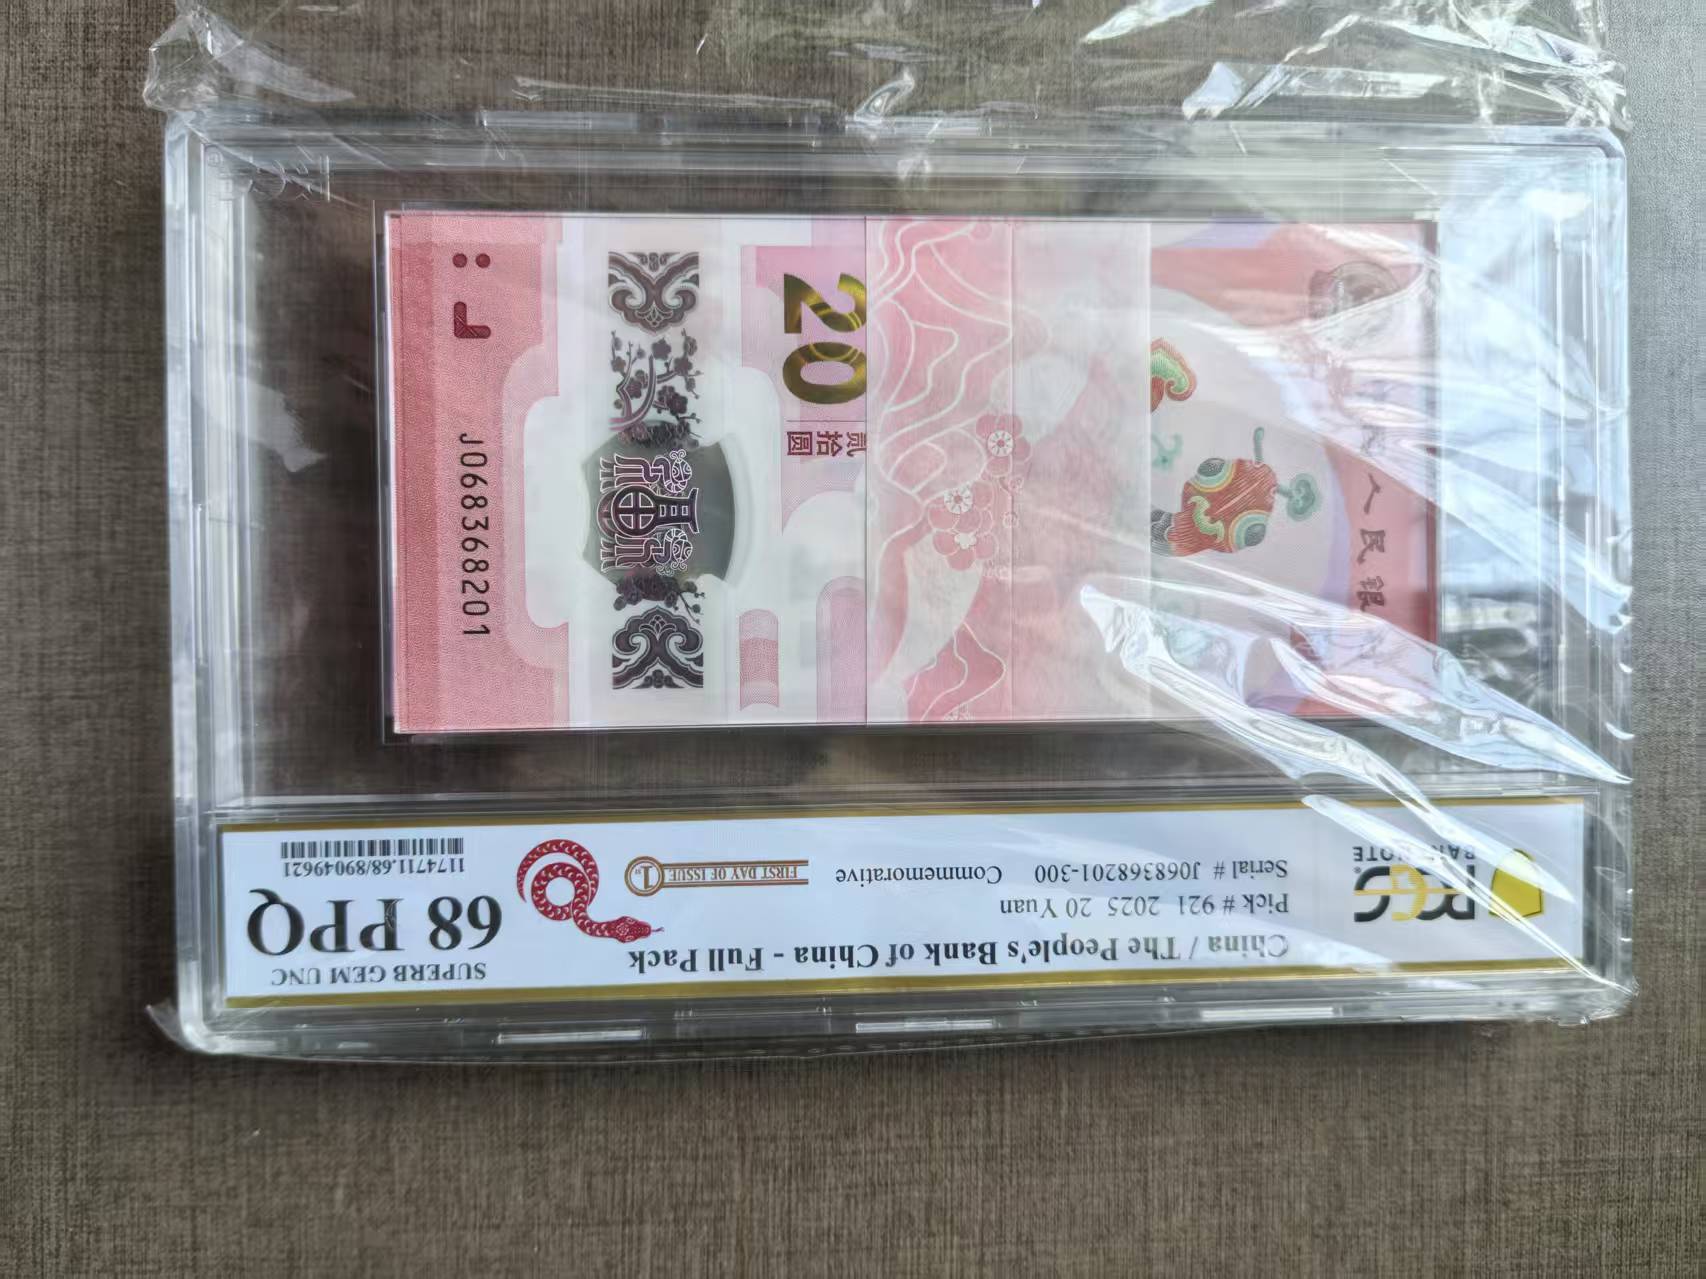 J068368201
20
贰拾圆
人民银
PCGS
BANKNOTE
China / The People's Bank of China - Full Pack
Pick # 921 2025 20 Yuan
Serial # J068368201-300 Commemorative
1ST FIRST DAY OF ISSUE
SUPERB GEM UNC
68 PPQ
1174711.68/89049621